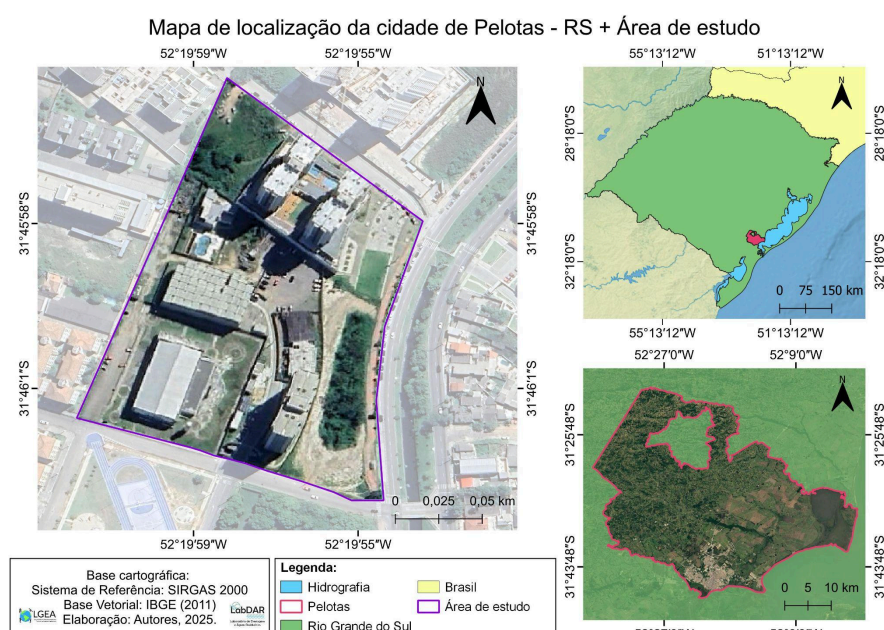 Mapa de localização da cidade de Pelotas - RS + Área de estudo
52°19'59"W 52°19'55"W
N
31°45'58"S
31°45'58"S
31°46'1"S
31°46'1"S
0 0,025 0,05 km
52°19'59"W 52°19'55"W
55°13'12"W 51°13'12"W
N
28°18'0"S
28°18'0"S
32°18'0"S
32°18'0"S
0 75 150 km
55°13'12"W 51°13'12"W
52°27'0"W 52°9'0"W
N
31°25'48"S
31°25'48"S
31°43'48"S
31°43'48"S
0 5 10 km
Base cartográfica:
Sistema de Referência: SIRGAS 2000
Base Vetorial: IBGE (2011)
Elaboração: Autores, 2025.
LGEA
LabDAR
Legenda:
Hidrografia
Pelotas
Rio Grande do Sul
Brasil
Área de estudo